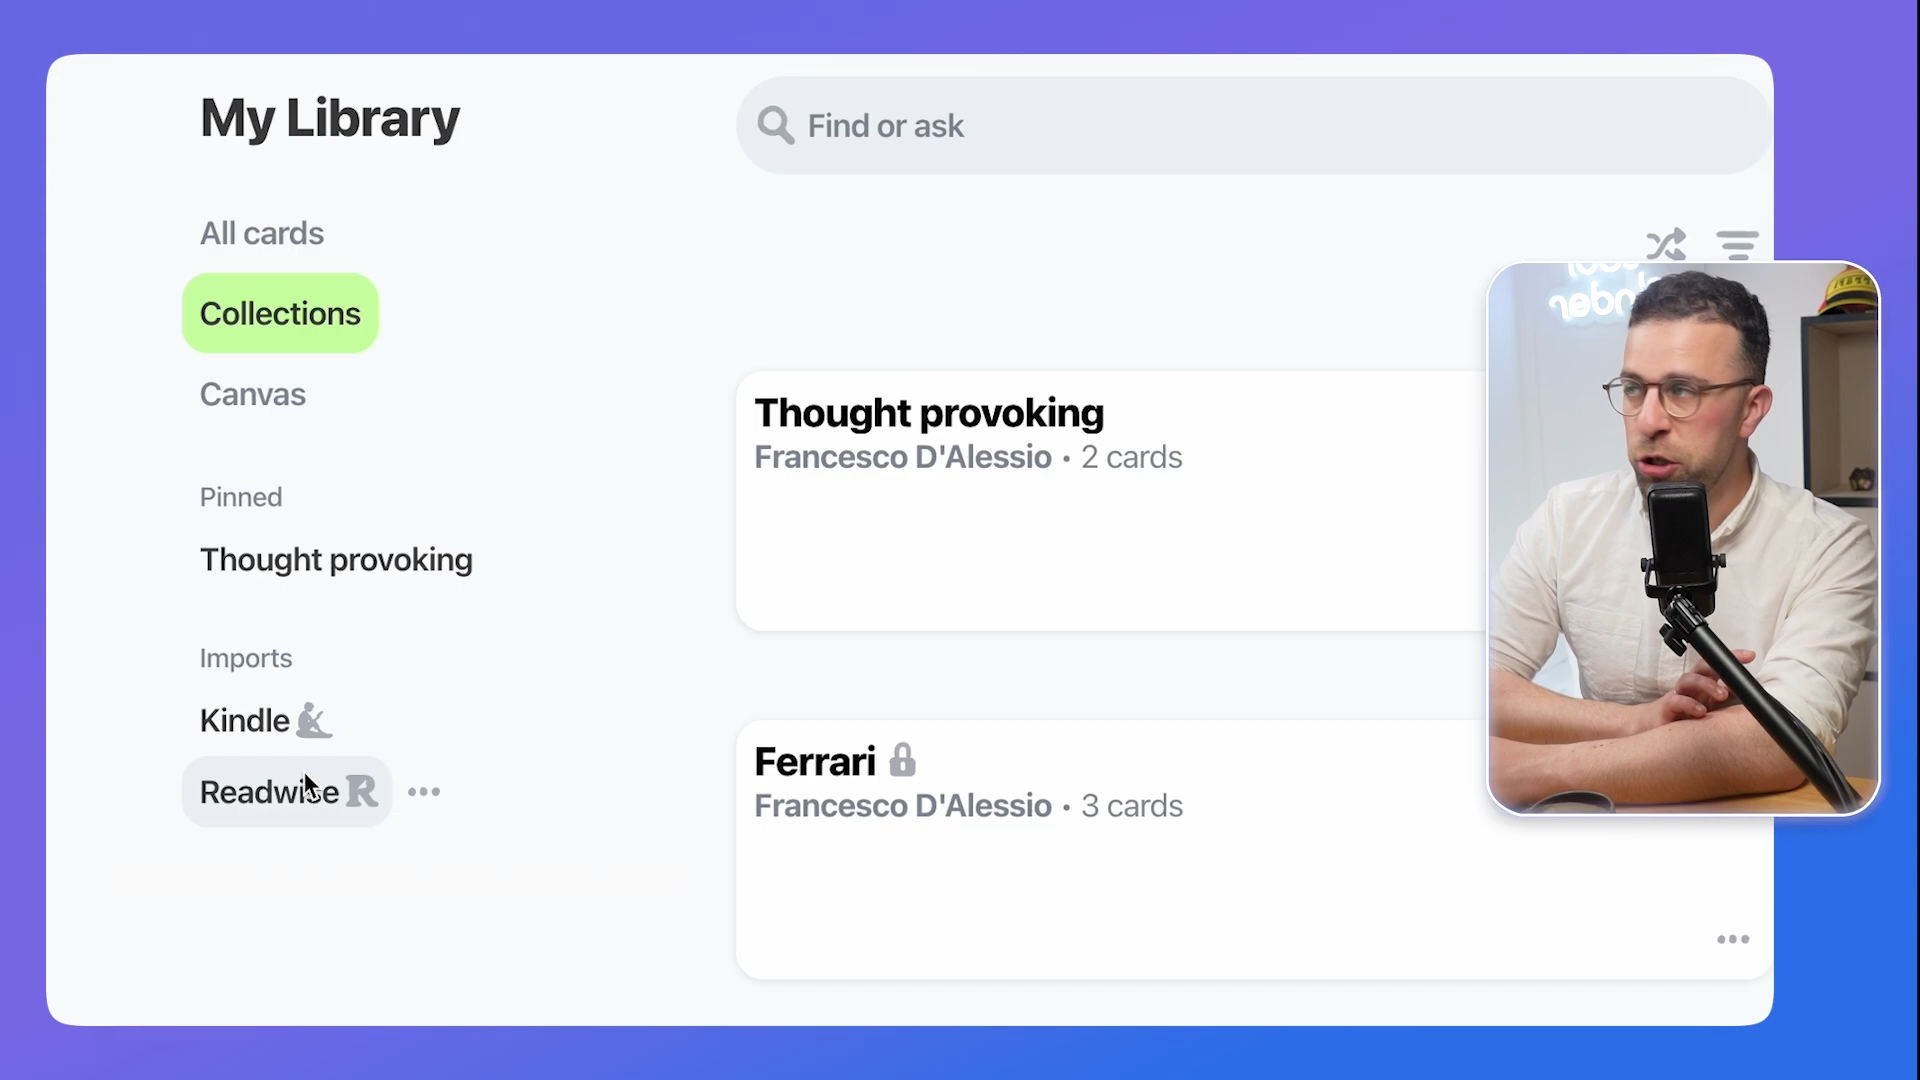 My Library
Find or ask
All cards
Collections
Canvas
Pinned
Thought provoking
Imports
Kindle
Readwise
Thought provoking
Francesco D'Alessio • 2 cards
Ferrari
Francesco D'Alessio • 3 cards